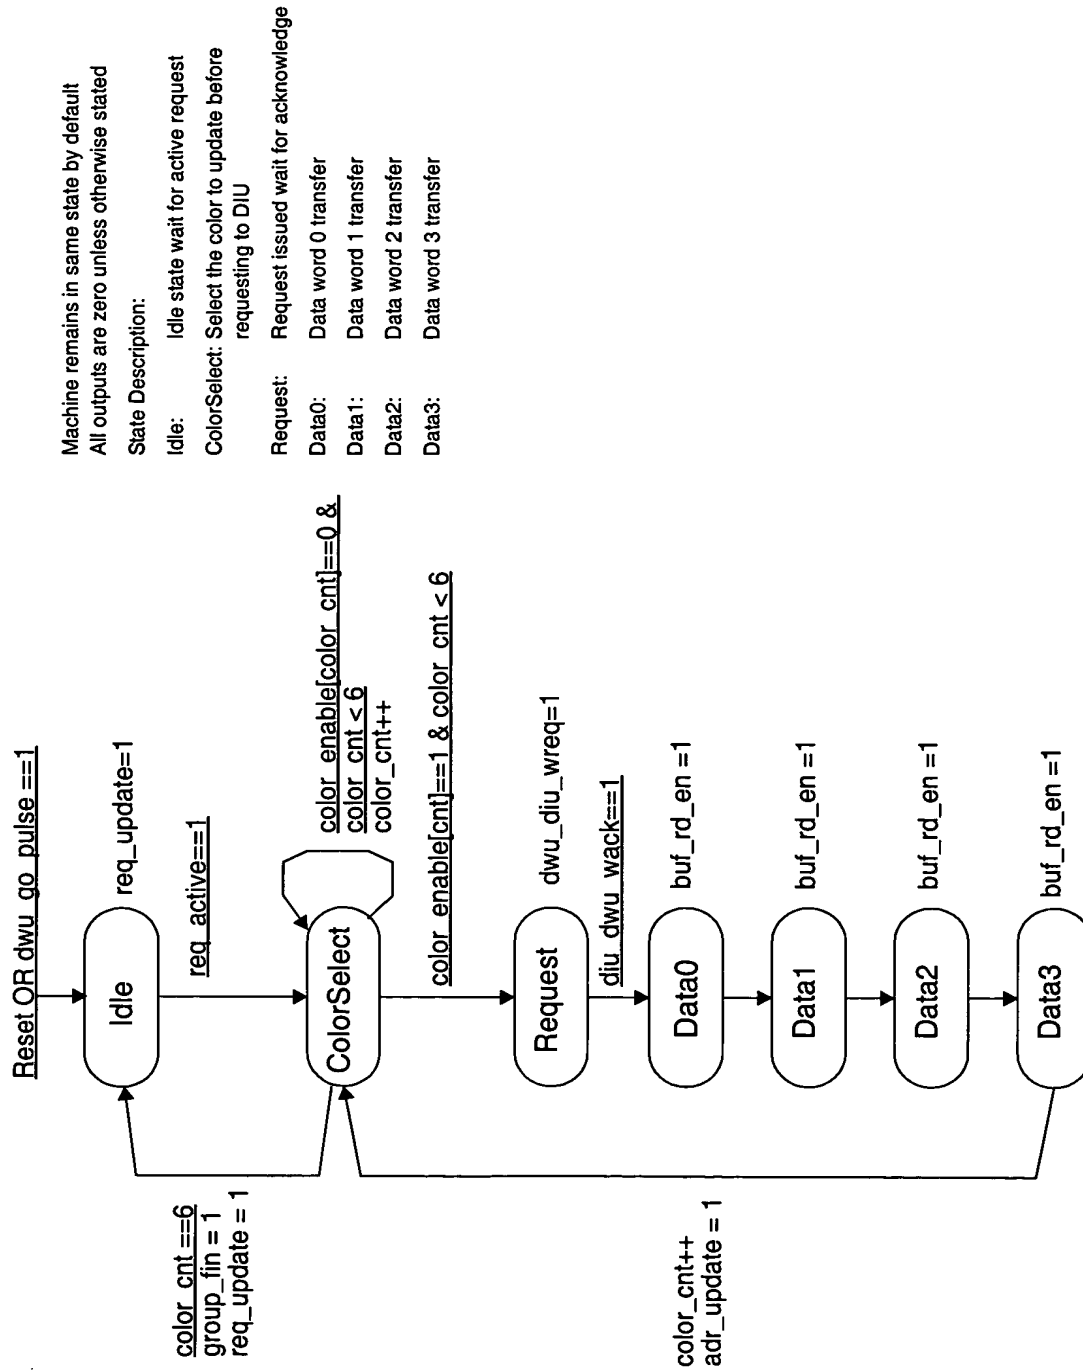 Reset OR dwu_go_pulse ==1
Idle
req_update=1
req_active==1
ColorSelect
color_enable[color_cnt]==0 &
color_cnt < 6
color_cnt++
color_enable[cnt]==1 & color_cnt < 6
Request
dwu_diu_wreq=1
diu_dwu_wack==1
Data0
buf_rd_en =1
Data1
buf_rd_en =1
Data2
buf_rd_en =1
Data3
buf_rd_en =1
color_cnt ==6
group_fin = 1
req_update = 1
color_cnt++
adr_update = 1
Machine remains in same state by default
All outputs are zero unless otherwise stated
State Description:
Idle: Idle state wait for active request
ColorSelect: Select the color to update before
requesting to DIU
Request: Request issued wait for acknowledge
Data0: Data word 0 transfer
Data1: Data word 1 transfer
Data2: Data word 2 transfer
Data3: Data word 3 transfer